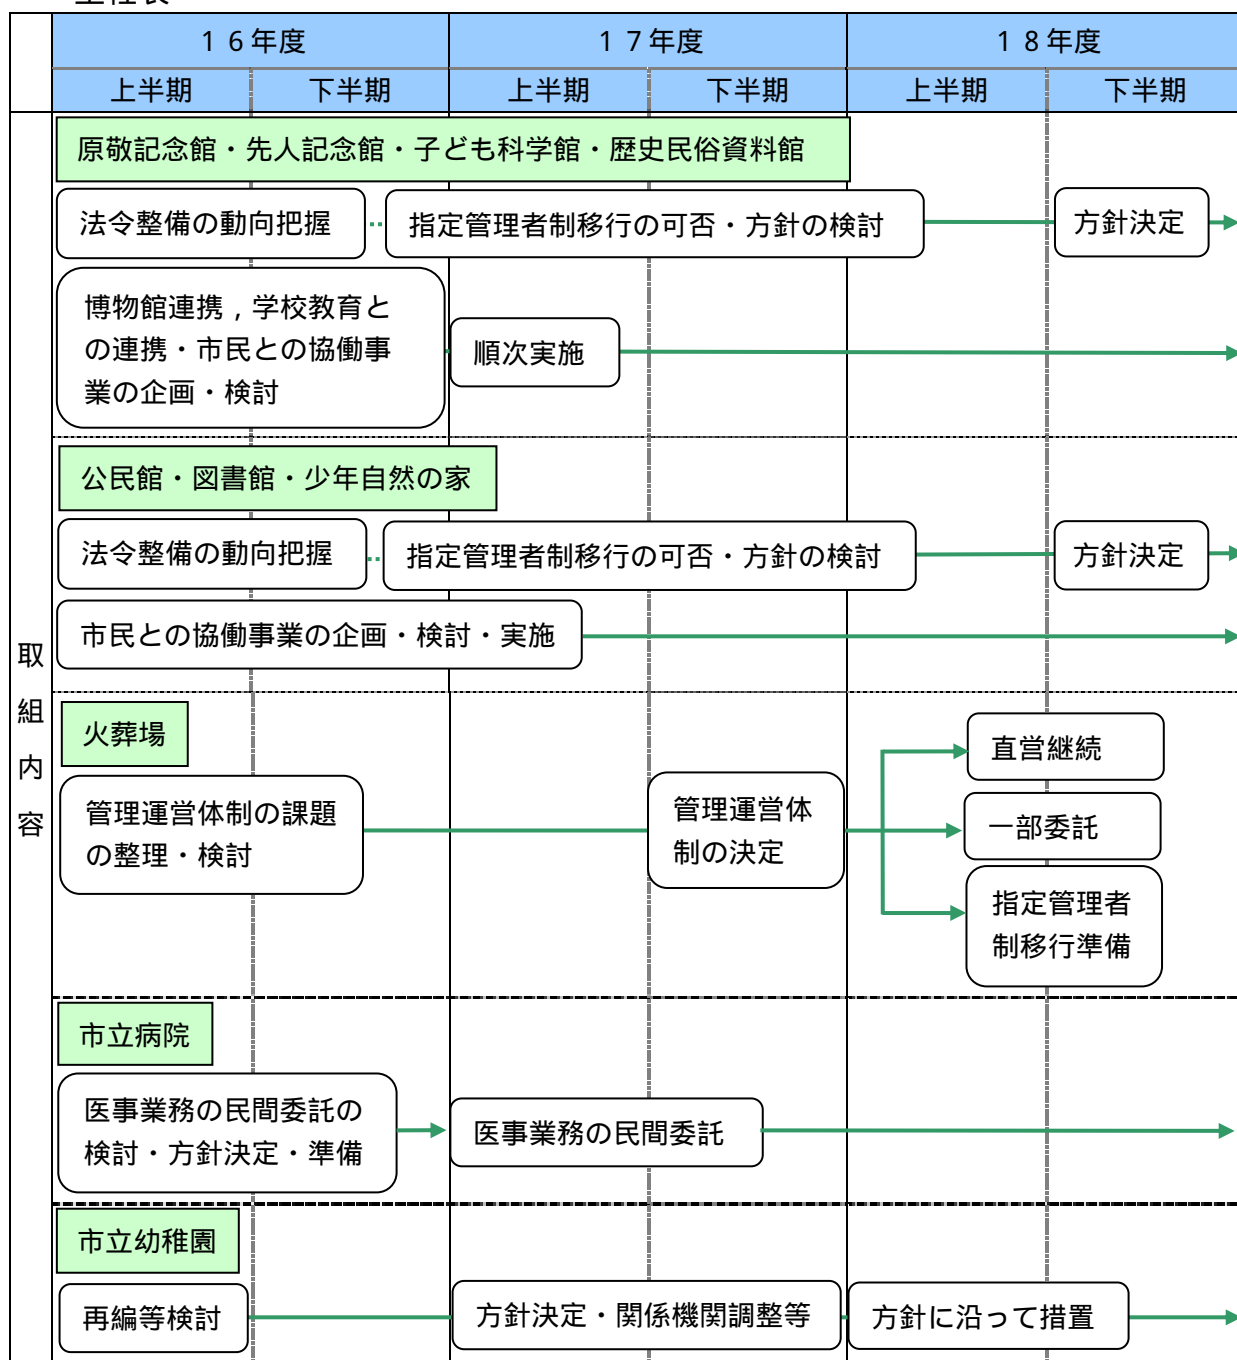 １６年度
１７年度
１８年度
上半期
下半期
上半期
下半期
上半期
下半期
取組内容
原敬記念館・先人記念館・子ども科学館・歴史民俗資料館
法令整備の動向把握
指定管理者制移行の可否・方針の検討
方針決定
博物館連携，学校教育と
の連携・市民との協働事
業の企画・検討
順次実施
公民館・図書館・少年自然の家
法令整備の動向把握
指定管理者制移行の可否・方針の検討
方針決定
市民との協働事業の企画・検討・実施
火葬場
管理運営体制の課題
の整理・検討
管理運営体
制の決定
直営継続
一部委託
指定管理者
制移行準備
市立病院
医事業務の民間委託の
検討・方針決定・準備
医事業務の民間委託
市立幼稚園
再編等検討
方針決定・関係機関調整等
方針に沿って措置